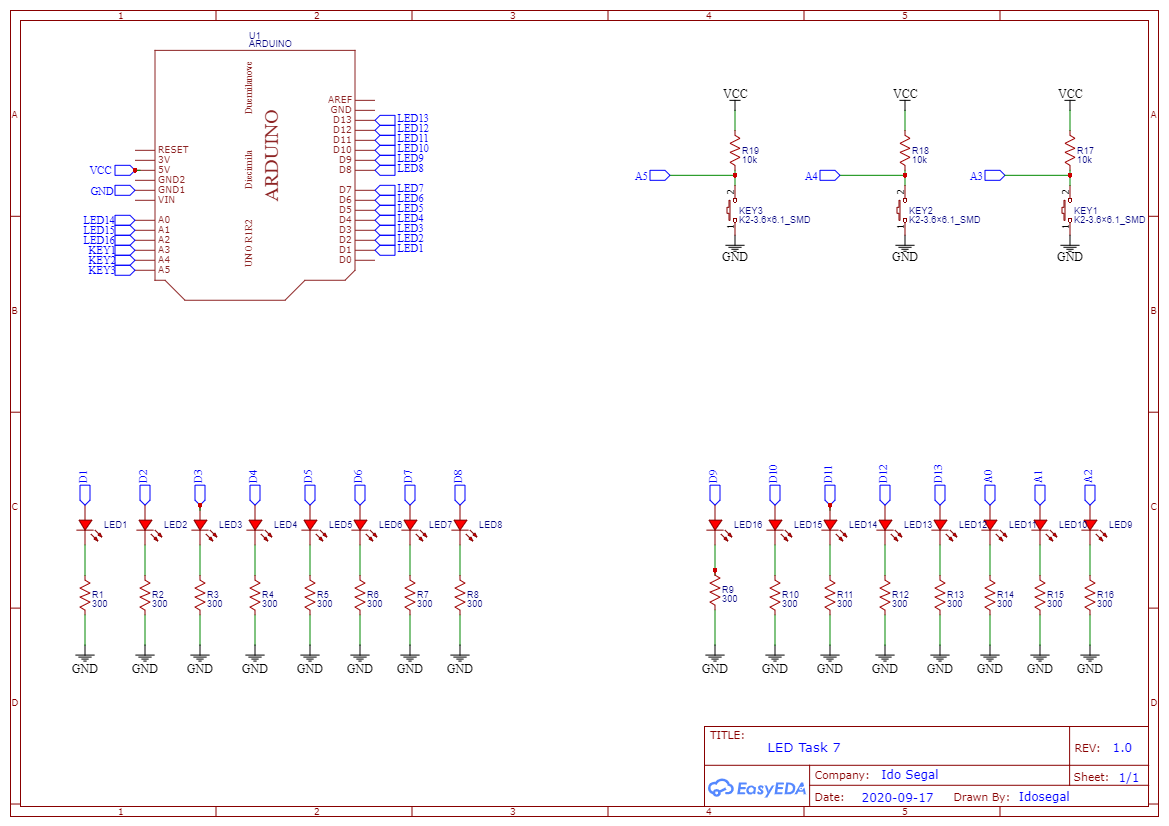 1 2 3 4 5
A
B
C
D
A
B
C
D
1 2 3 4 5
U1
ARDUINO
Duemilanove
Diecimila
UNO R1R2
ARDUINO
RESET
3V
5V
GND2
GND1
VIN
A0
A1
A2
A3
A4
A5
VCC
GND
LED14
LED15
LED16
KEY1
KEY2
KEY3
AREF
GND
D13
D12
D11
D10
D9
D8
D7
D6
D5
D4
D3
D2
D1
D0
LED13
LED12
LED11
LED10
LED9
LED8
LED7
LED6
LED5
LED4
LED3
LED2
LED1
VCC
R19
10k
A5
2
KEY3
K2-3.6×6.1_SMD
1
GND
VCC
R18
10k
A4
2
KEY2
K2-3.6×6.1_SMD
1
GND
VCC
R17
10k
A3
2
KEY1
K2-3.6×6.1_SMD
1
GND
D1 D2 D3 D4 D5 D6 D7 D8
LED1 LED2 LED3 LED4 LED5 LED6 LED7 LED8
R1 R2 R3 R4 R5 R6 R7 R8
300 300 300 300 300 300 300 300
GND GND GND GND GND GND GND GND
D9 D10 D11 D12 D13 A0 A1 A2
LED16 LED15 LED14 LED13 LED12 LED11 LED10 LED9
R9 R10 R11 R12 R13 R14 R15 R16
300 300 300 300 300 300 300 300
GND GND GND GND GND GND GND GND
TITLE:
LED Task 7
REV: 1.0
EasyEDA
Company: Ido Segal
Sheet: 1/1
Date: 2020-09-17 Drawn By: Idosegal